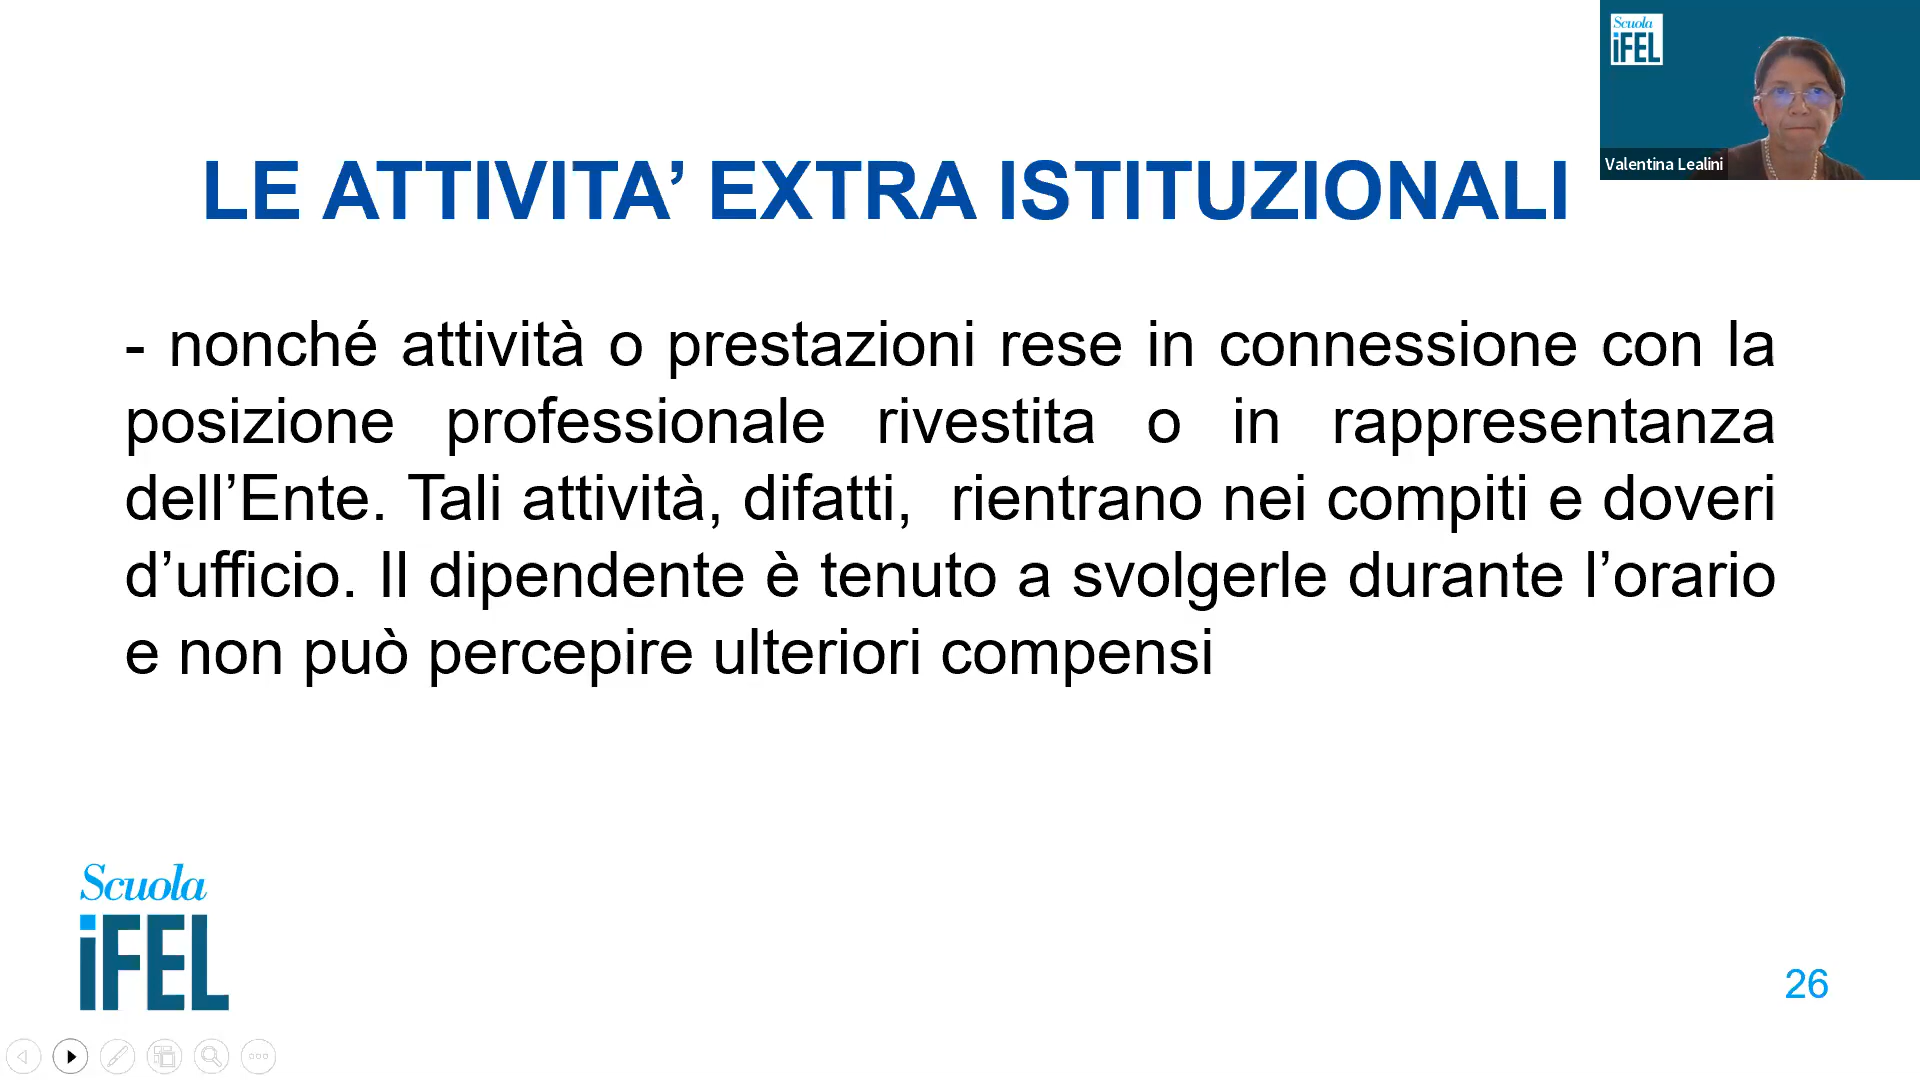 Scuola
iFEL
Valentina Lealini
LE ATTIVITA’ EXTRA ISTITUZIONALI
- nonché attività o prestazioni rese in connessione con la
posizione professionale rivestita o in rappresentanza
dell’Ente. Tali attività, difatti,  rientrano nei compiti e doveri
d’ufficio. Il dipendente è tenuto a svolgerle durante l’orario
e non può percepire ulteriori compensi
Scuola
iFEL
26